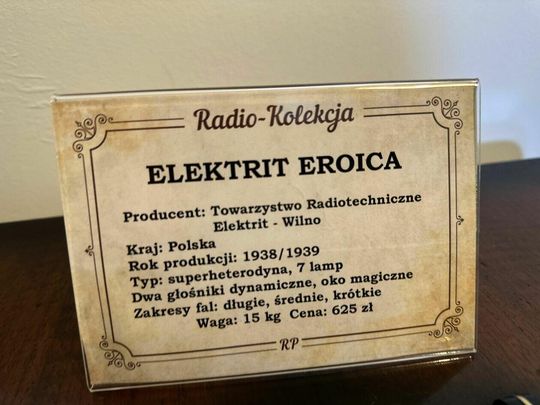 Radio-Kolekcja
ELEKTRIT EROICA
Producent: Towarzystwo Radiotechniczne
Elektrit - Wilno
Kraj: Polska
Rok produkcji: 1938/1939
Typ: superheterodyna, 7 lamp
Dwa głośniki dynamiczne, oko magiczne
Zakresy fal: długie, średnie, krótkie
Waga: 15 kg Cena: 625 zł
RP